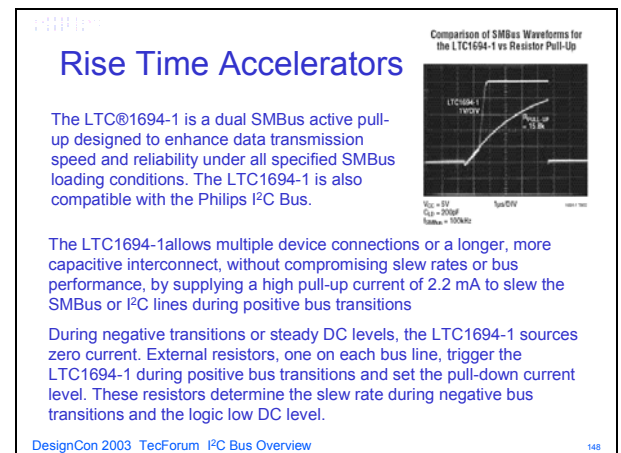 PHILIPS
Comparison of SMBus Waveforms for
the LTC1694-1 vs Resistor Pull-Up
Rise Time Accelerators
LTC1694-1
1V/DIV
RPULL-UP
= 15.8k
VCC = 5V 1µs/DIV
CLD = 200pF
fSMBus = 100kHz
The LTC®1694-1 is a dual SMBus active pull-
up designed to enhance data transmission
speed and reliability under all specified SMBus
loading conditions. The LTC1694-1 is also
compatible with the Philips I²C Bus.
The LTC1694-1allows multiple device connections or a longer, more
capacitive interconnect, without compromising slew rates or bus
performance, by supplying a high pull-up current of 2.2 mA to slew the
SMBus or I²C lines during positive bus transitions
During negative transitions or steady DC levels, the LTC1694-1 sources
zero current. External resistors, one on each bus line, trigger the
LTC1694-1 during positive bus transitions and set the pull-down current
level. These resistors determine the slew rate during negative bus
transitions and the logic low DC level.
DesignCon 2003 TecForum I²C Bus Overview 148